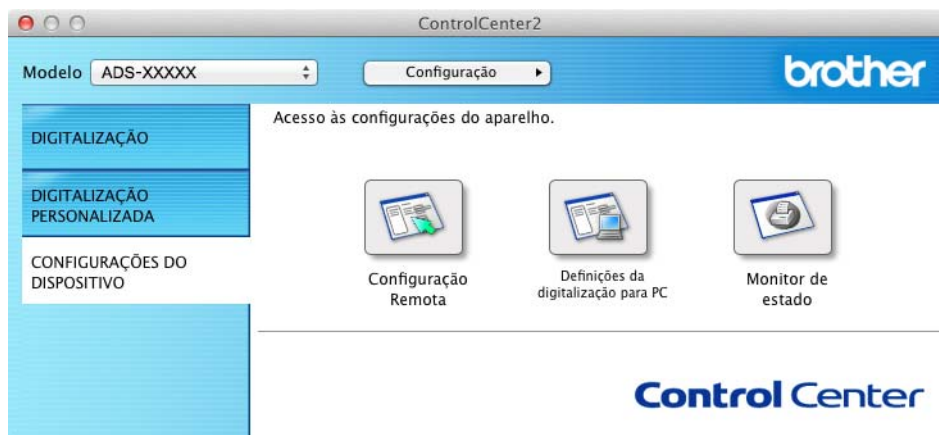 ControlCenter2
Modelo ADS-XXXXX Configuração brother
DIGITALIZAÇÃO
DIGITALIZAÇÃO
PERSONALIZADA
CONFIGURAÇÕES DO
DISPOSITIVO
Acesso às configurações do aparelho.
Configuração
Remota
Definições da
digitalização para PC
Monitor de
estado
Control Center